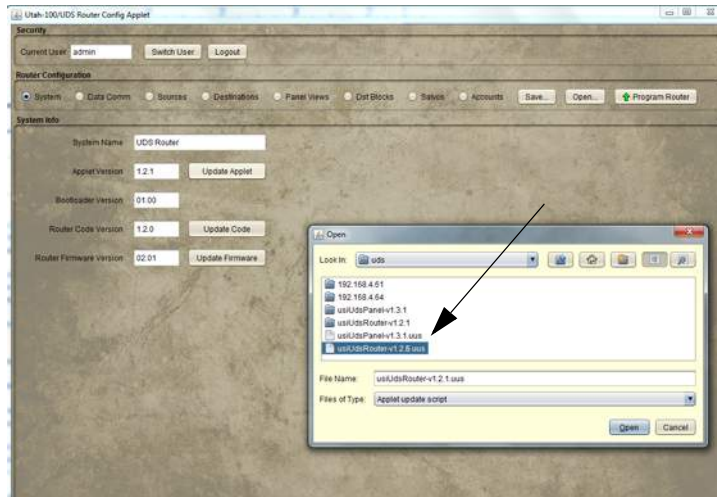 Utah-100/UDS Router Config Applet
Security
Current User admin Switch User Logout
Router Configuration
System Data Comm Sources Destinations Panel Views Dst Blocks Salvos Accounts Save... Open... Program Router
System Info
System Name UDS Router
Applet Version 1.2.1 Update Applet
Bootloader Version 01.00
Router Code Version 1.2.0 Update Code
Router Firmware Version 02.01 Update Firmware
Open
Look In: uds
192.168.4.61
192.168.4.64
usiUdsPanel-v1.3.1
usiUdsRouter-v1.2.1
usiUdsPanel-v1.3.1.uus
usiUdsRouter-v1.2.6.uus
File Name: usiUdsRouter-v1.2.1.uus
Files of Type: Applet update script
Open Cancel